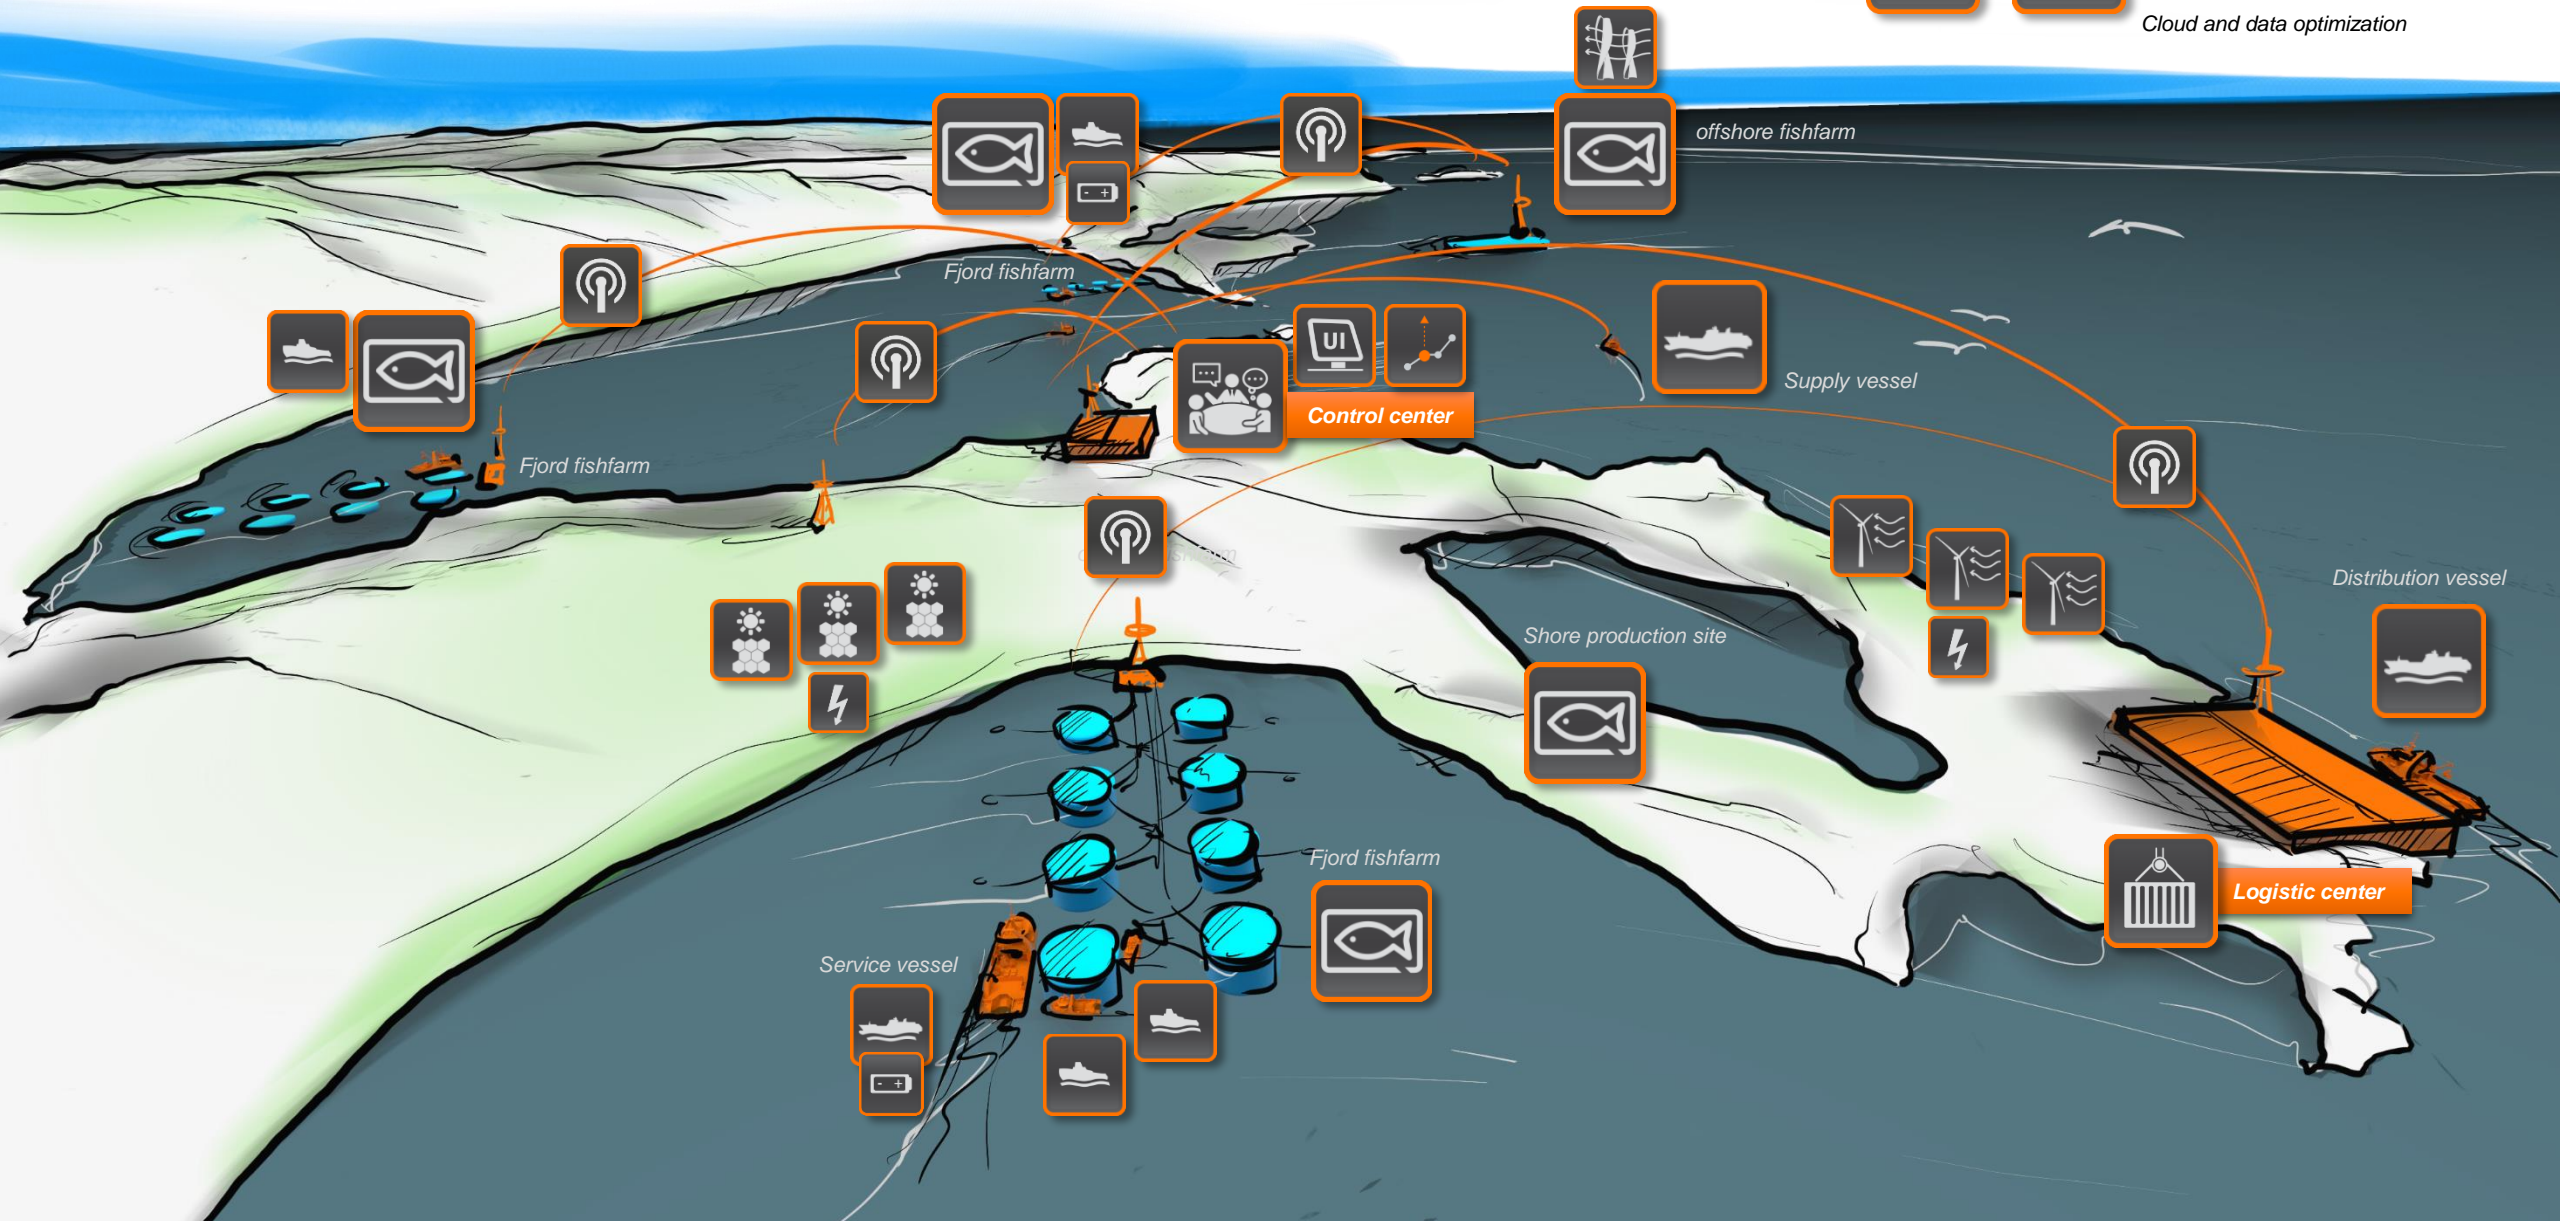 Cloud and data optimization
offshore fishfarm
Fjord fishfarm
UI
Supply vessel
Control center
Fjord fishfarm
Distribution vessel
Shore production site
Fjord fishfarm
Logistic center
Service vessel